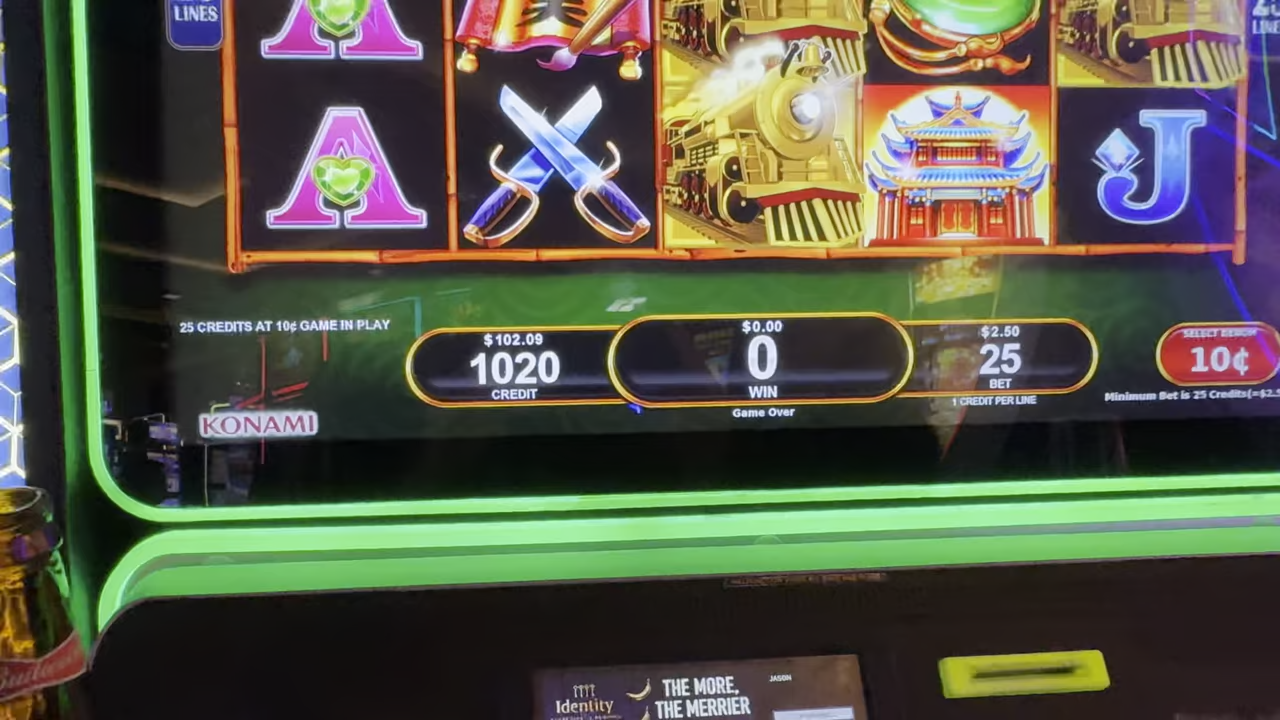 LINES
A
A
J
25 CREDITS AT 10¢ GAME IN PLAY
$102.09
1020
CREDIT
$0.00
0
WIN
Game Over
$2.50
25
BET
1 CREDIT PER LINE
SELECT DENOM
10¢
Minimum Bet is 25 Credits(=$2.5
KONAMI
Identity
THE MORE,
THE MERRIER
JASON